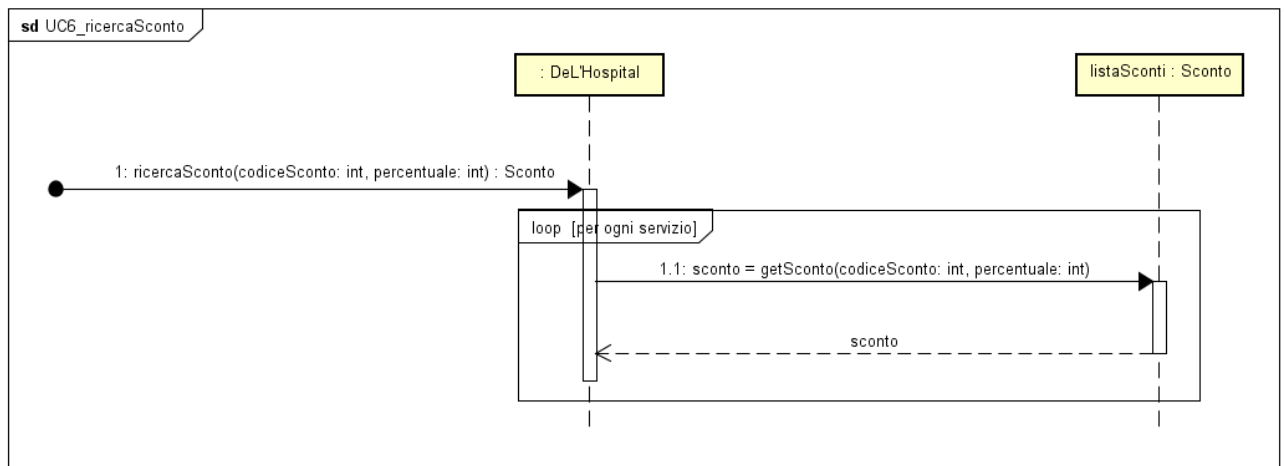 sd UC6_ricercaSconto
: DeL'Hospital
listaSconti : Sconto
1: ricercaSconto(codiceSconto: int, percentuale: int) : Sconto
loop [per ogni servizio]
1.1: sconto = getSconto(codiceSconto: int, percentuale: int)
sconto